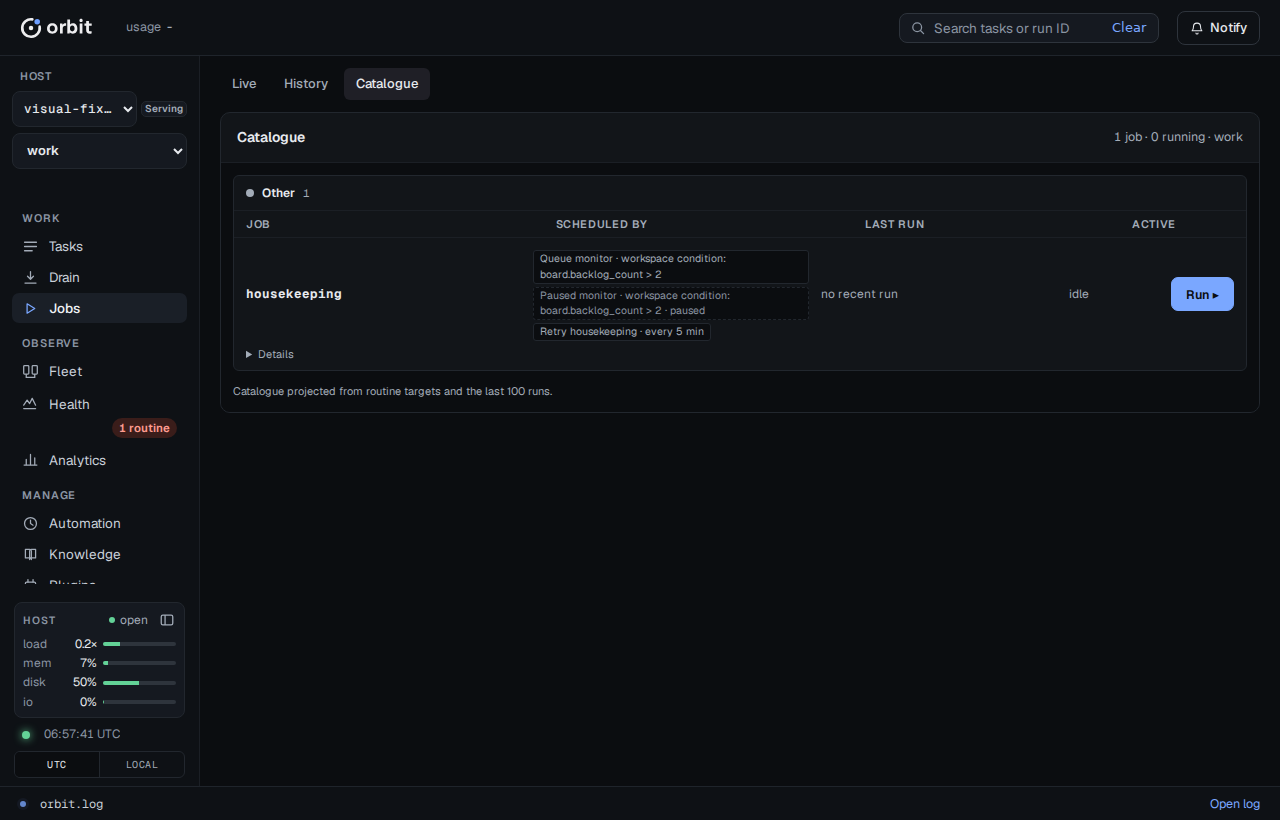 orbit
usage -
Search tasks or run ID
Clear
Notify
HOST
visual-fix…
Serving
work
WORK
Tasks
Drain
Jobs
OBSERVE
Fleet
Health
1 routine
Analytics
MANAGE
Automation
Knowledge
Plugins
HOST
open
load 0.2×
mem 7%
disk 50%
io 0%
06:57:41 UTC
UTC
LOCAL
Live
History
Catalogue
Catalogue
1 job · 0 running · work
Other 1
JOB
SCHEDULED BY
LAST RUN
ACTIVE
housekeeping
Queue monitor · workspace condition:
board.backlog_count > 2
Paused monitor · workspace condition:
board.backlog_count > 2 · paused
Retry housekeeping · every 5 min
no recent run
idle
Run ▸
Details
Catalogue projected from routine targets and the last 100 runs.
orbit.log
Open log